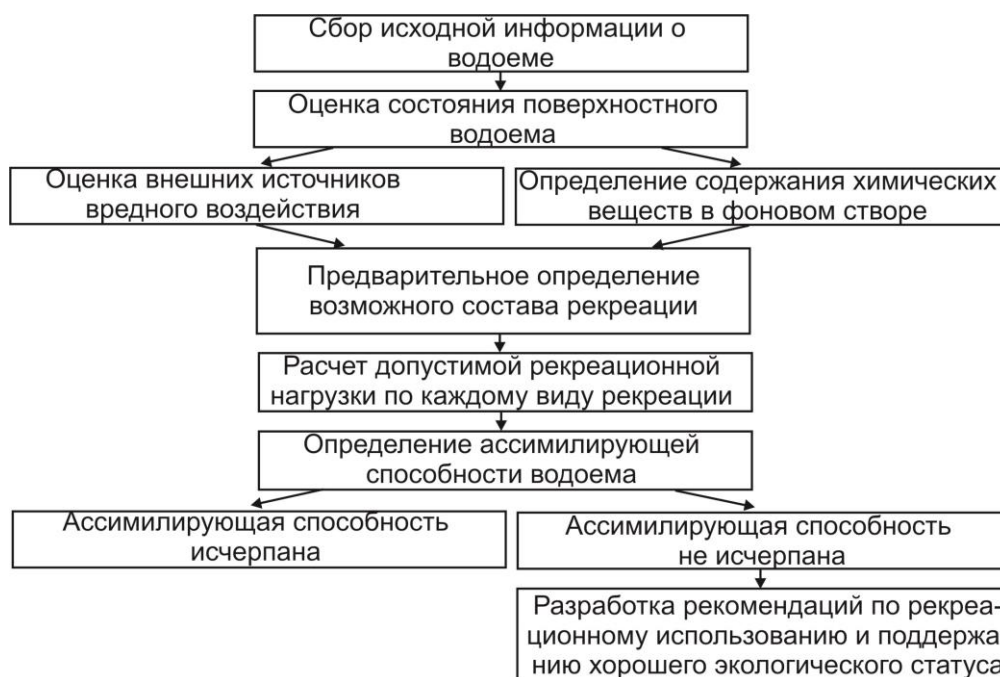 Сбор исходной информации о
водоеме
Оценка состояния поверхностного
водоема
Оценка внешних источников
вредного воздействия
Определение содержания химических
веществ в фоновом створе
Предварительное определение
возможного состава рекреации
Расчет допустимой рекреационной
нагрузки по каждому виду рекреации
Определение ассимилирующей
способности водоема
Ассимилирующая способность
исчерпана
Ассимилирующая способность
не исчерпана
Разработка рекомендаций по рекреа-
ционному использованию и поддержа-
нию хорошего экологического статуса